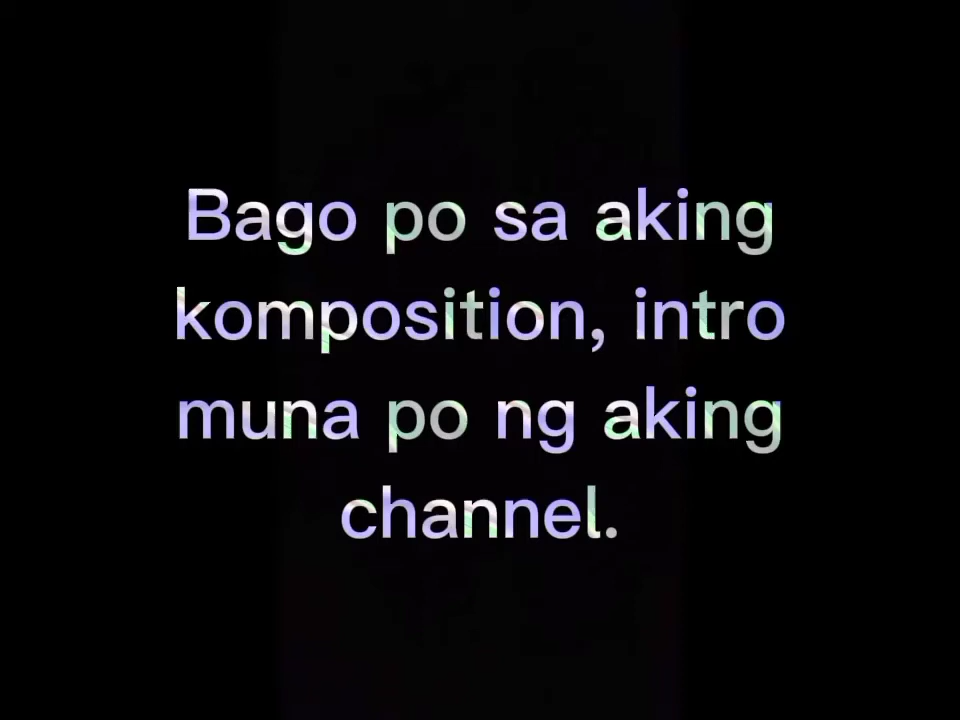 Bago po sa aking
komposition, intro
muna po ng aking
channel.